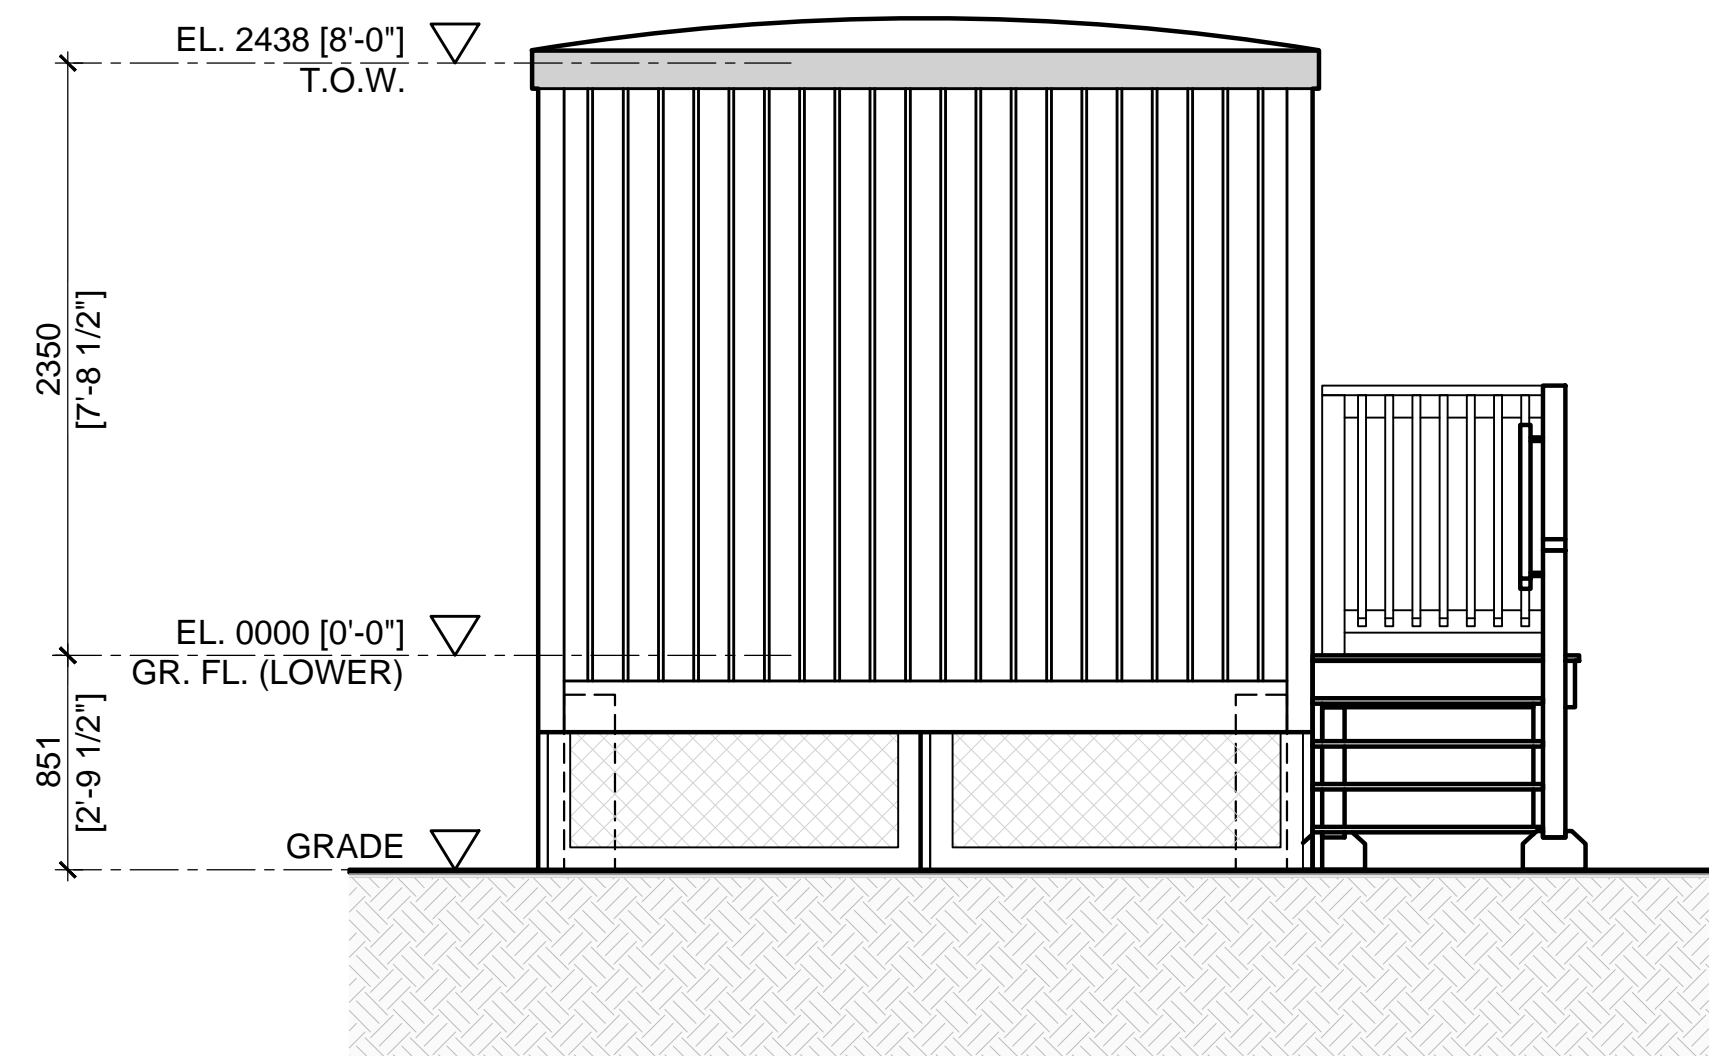 EL. 2438 [8'-0"]
T.O.W.
2350
[7'-8 1/2"]
EL. 0000 [0'-0"]
GR. FL. (LOWER)
851
[2'-9 1/2"]
GRADE